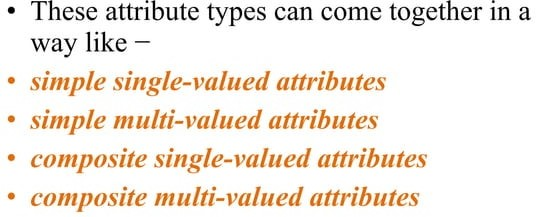 • These attribute types can come together in a
way like −
• simple single-valued attributes
• simple multi-valued attributes
• composite single-valued attributes
• composite multi-valued attributes